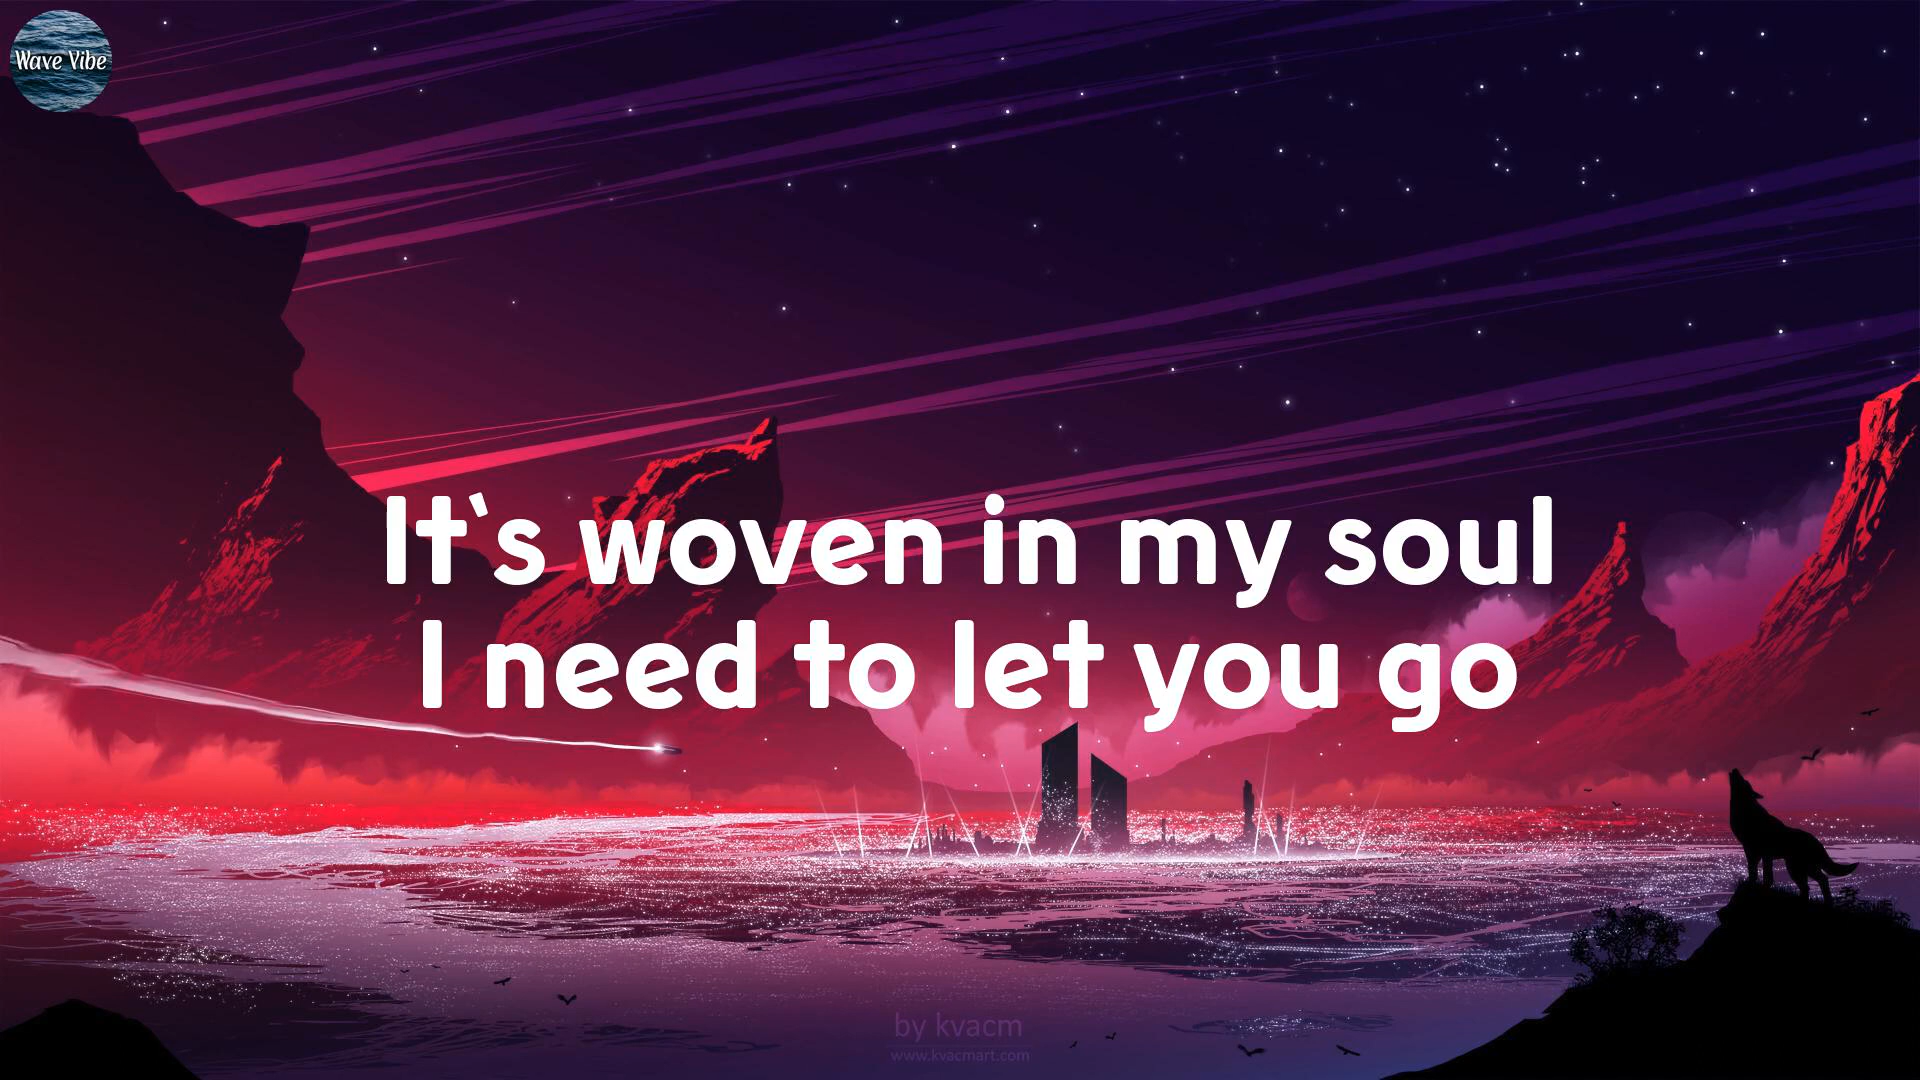 Wave Vibe
It's woven in my soul
I need to let you go
by kvacm
www.kvacmart.com